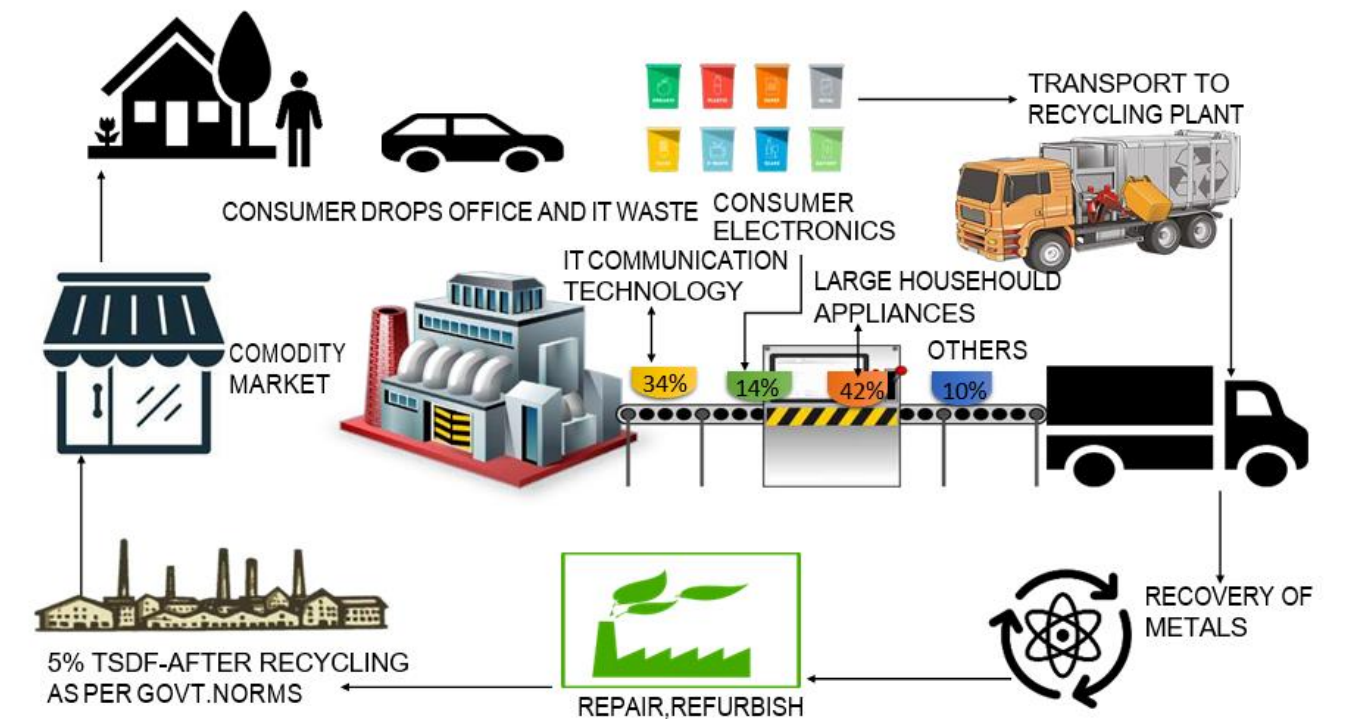 TRANSPORT TO
RECYCLING PLANT
CONSUMER DROPS OFFICE AND IT WASTE
CONSUMER
ELECTRONICS
IT COMMUNICATION
TECHNOLOGY
LARGE HOUSEHOULD
APPLIANCES
OTHERS
COMODITY
MARKET
34%
14%
42%
10%
RECOVERY OF
METALS
5% TSDF-AFTER RECYCLING
AS PER GOVT.NORMS
REPAIR,REFURBISH